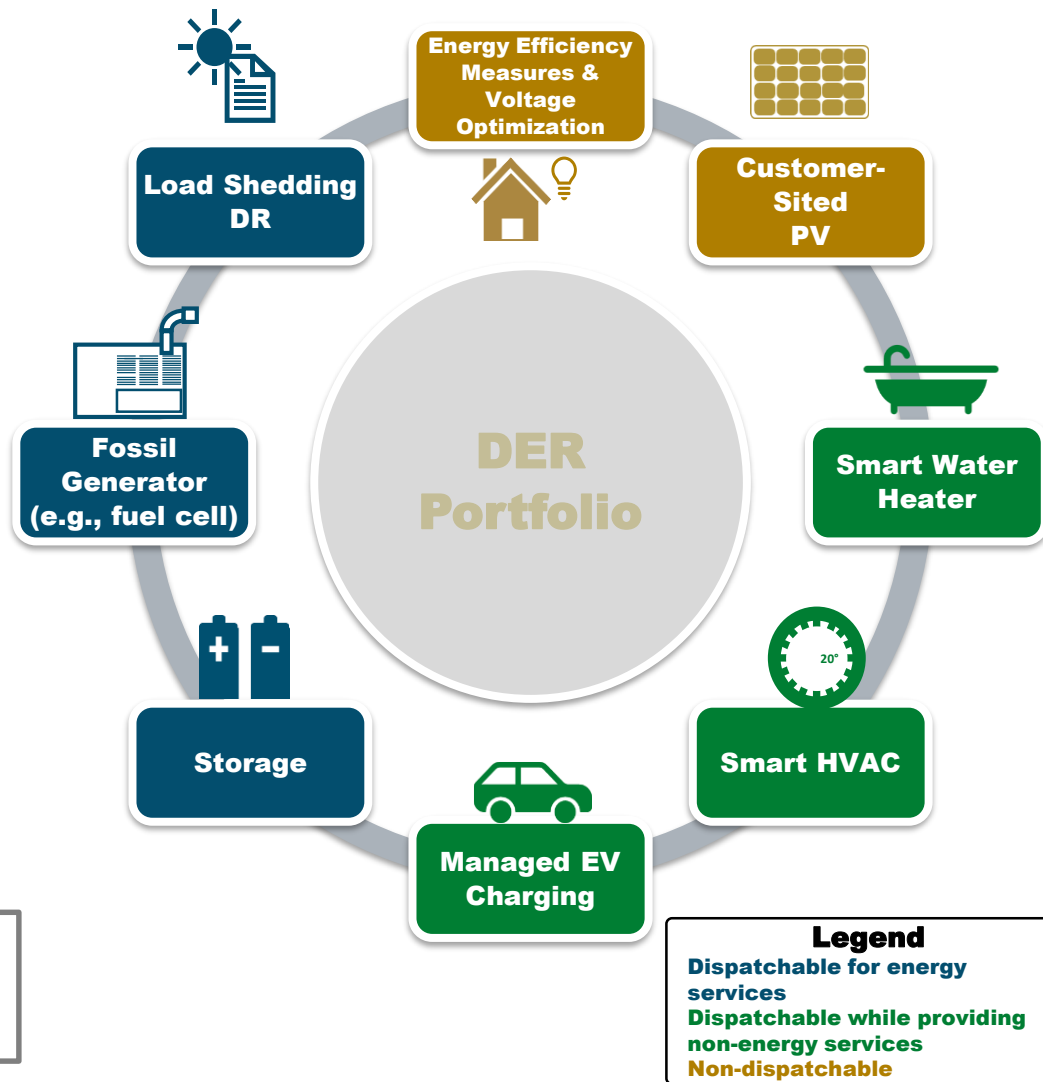 Energy Efficiency
Measures &
Voltage
Optimization
Customer-
Sited
PV
Load Shedding
DR
Fossil
Generator
(e.g., fuel cell)
DER
Portfolio
Smart Water
Heater
+ -
20°
Storage
Smart HVAC
Managed EV
Charging
Legend
Dispatchable for energy
services
Dispatchable while providing
non-energy services
Non-dispatchable